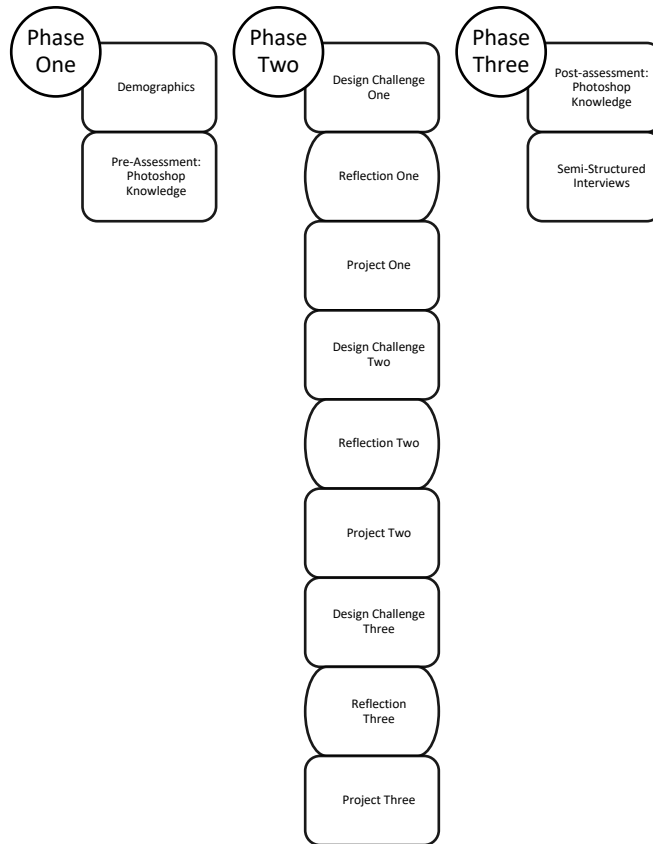 Phase
One
Demographics
Pre-Assessment:
Photoshop
Knowledge
Phase
Two
Design Challenge
One
Reflection One
Project One
Design Challenge
Two
Reflection Two
Project Two
Design Challenge
Three
Reflection
Three
Project Three
Phase
Three
Post-assessment:
Photoshop
Knowledge
Semi-Structured
Interviews